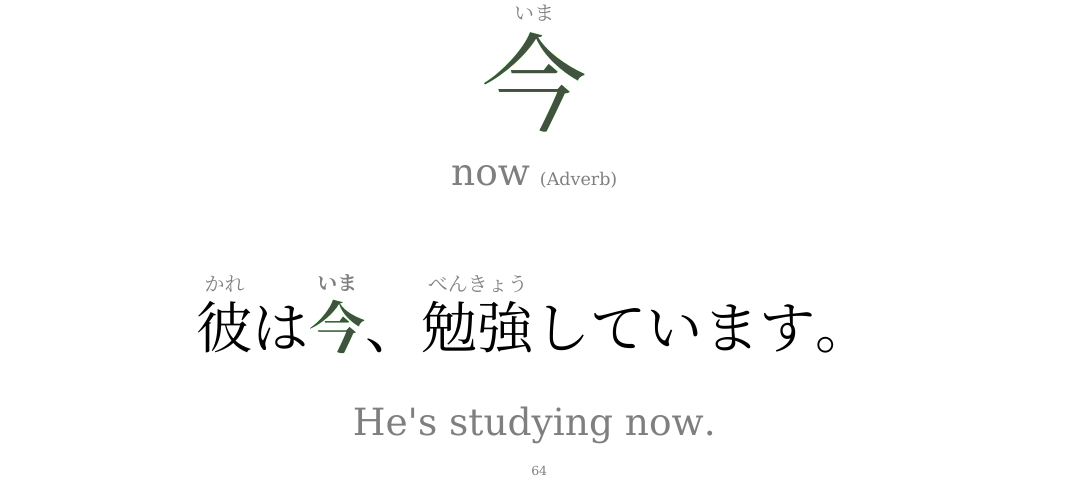 いま
今
now (Adverb)
かれ いま べんきょう
彼は今、勉強しています。
He's studying now.
64